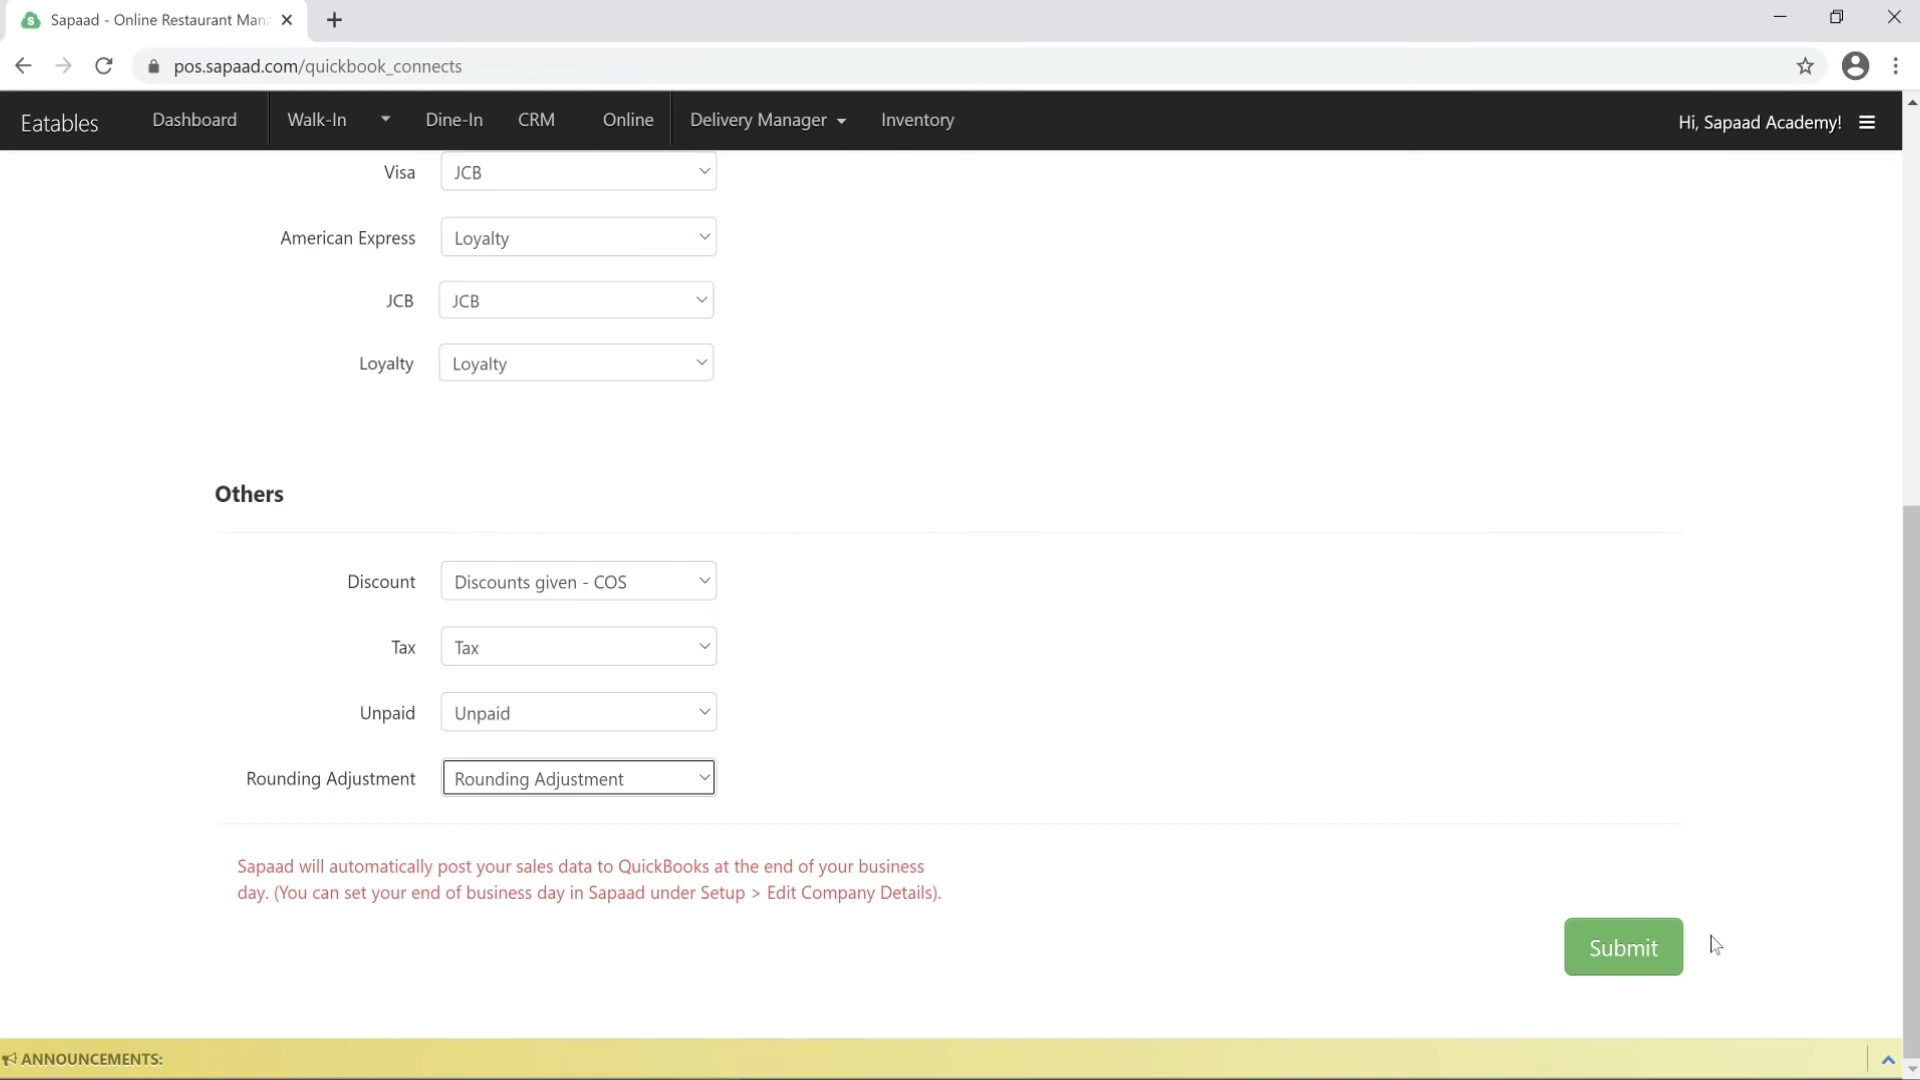 Sapaad - Online Restaurant Mana
pos.sapaad.com/quickbook_connects
Eatables
Dashboard
Walk-In
Dine-In
CRM
Online
Delivery Manager
Inventory
Hi, Sapaad Academy!
Visa
JCB
American Express
Loyalty
JCB
JCB
Loyalty
Loyalty
Others
Discount
Discounts given - COS
Tax
Tax
Unpaid
Unpaid
Rounding Adjustment
Rounding Adjustment
Sapaad will automatically post your sales data to QuickBooks at the end of your business
day. (You can set your end of business day in Sapaad under Setup > Edit Company Details).
Submit
ANNOUNCEMENTS: